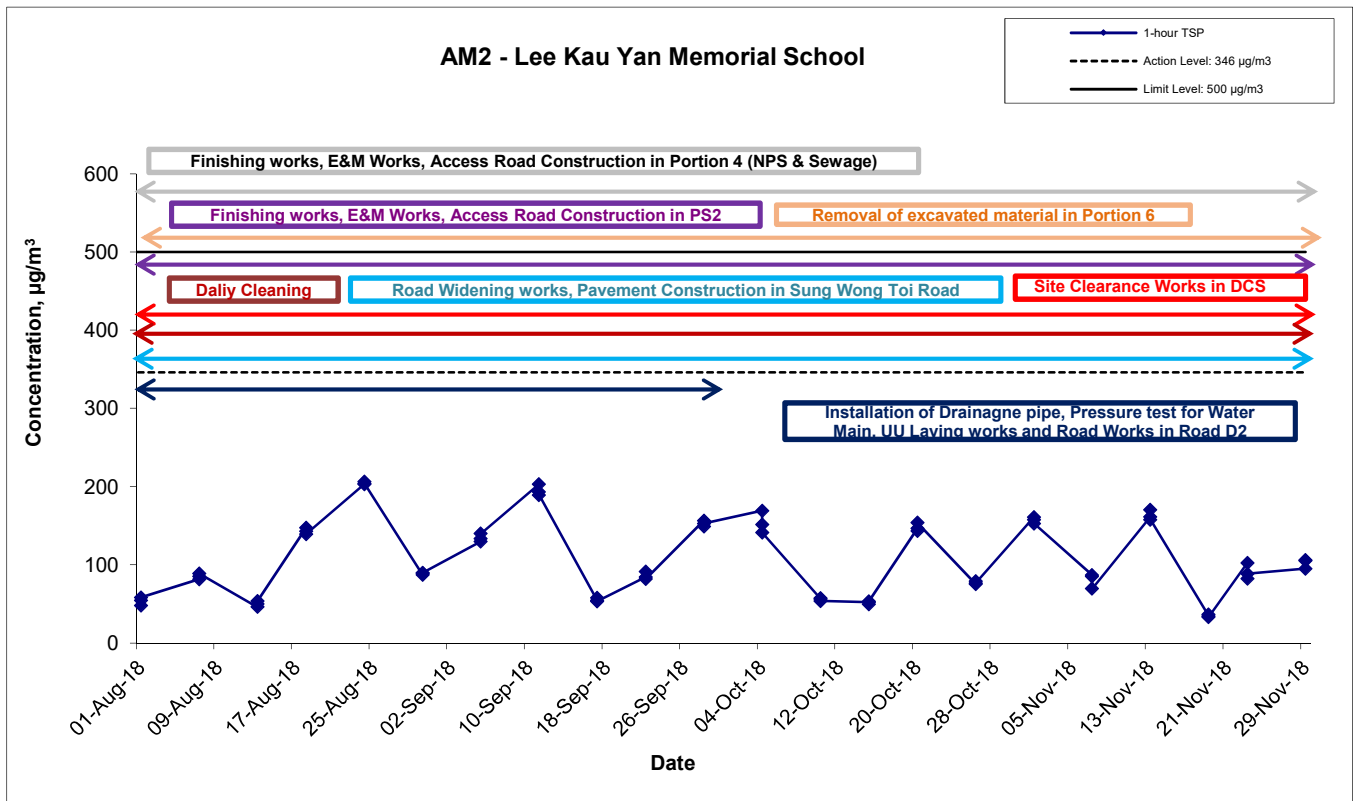 1-hour TSP
AM2 - Lee Kau Yan Memorial School
Action Level: 346 µg/m3
Limit Level: 500 µg/m3
Finishing works, E&M Works, Access Road Construction in Portion 4 (NPS & Sewage)
Finishing works, E&M Works, Access Road Construction in PS2
Removal of excavated material in Portion 6
Daliy Cleaning
Road Widening works, Pavement Construction in Sung Wong Toi Road
Site Clearance Works in DCS
Installation of Drainagne pipe, Pressure test for Water
Main, UU Laying works and Road Works in Road D2
Concentration, µg/m³
600
500
400
300
200
100
0
01-Aug-18
09-Aug-18
17-Aug-18
25-Aug-18
02-Sep-18
10-Sep-18
18-Sep-18
26-Sep-18
04-Oct-18
12-Oct-18
20-Oct-18
28-Oct-18
05-Nov-18
13-Nov-18
21-Nov-18
29-Nov-18
Date